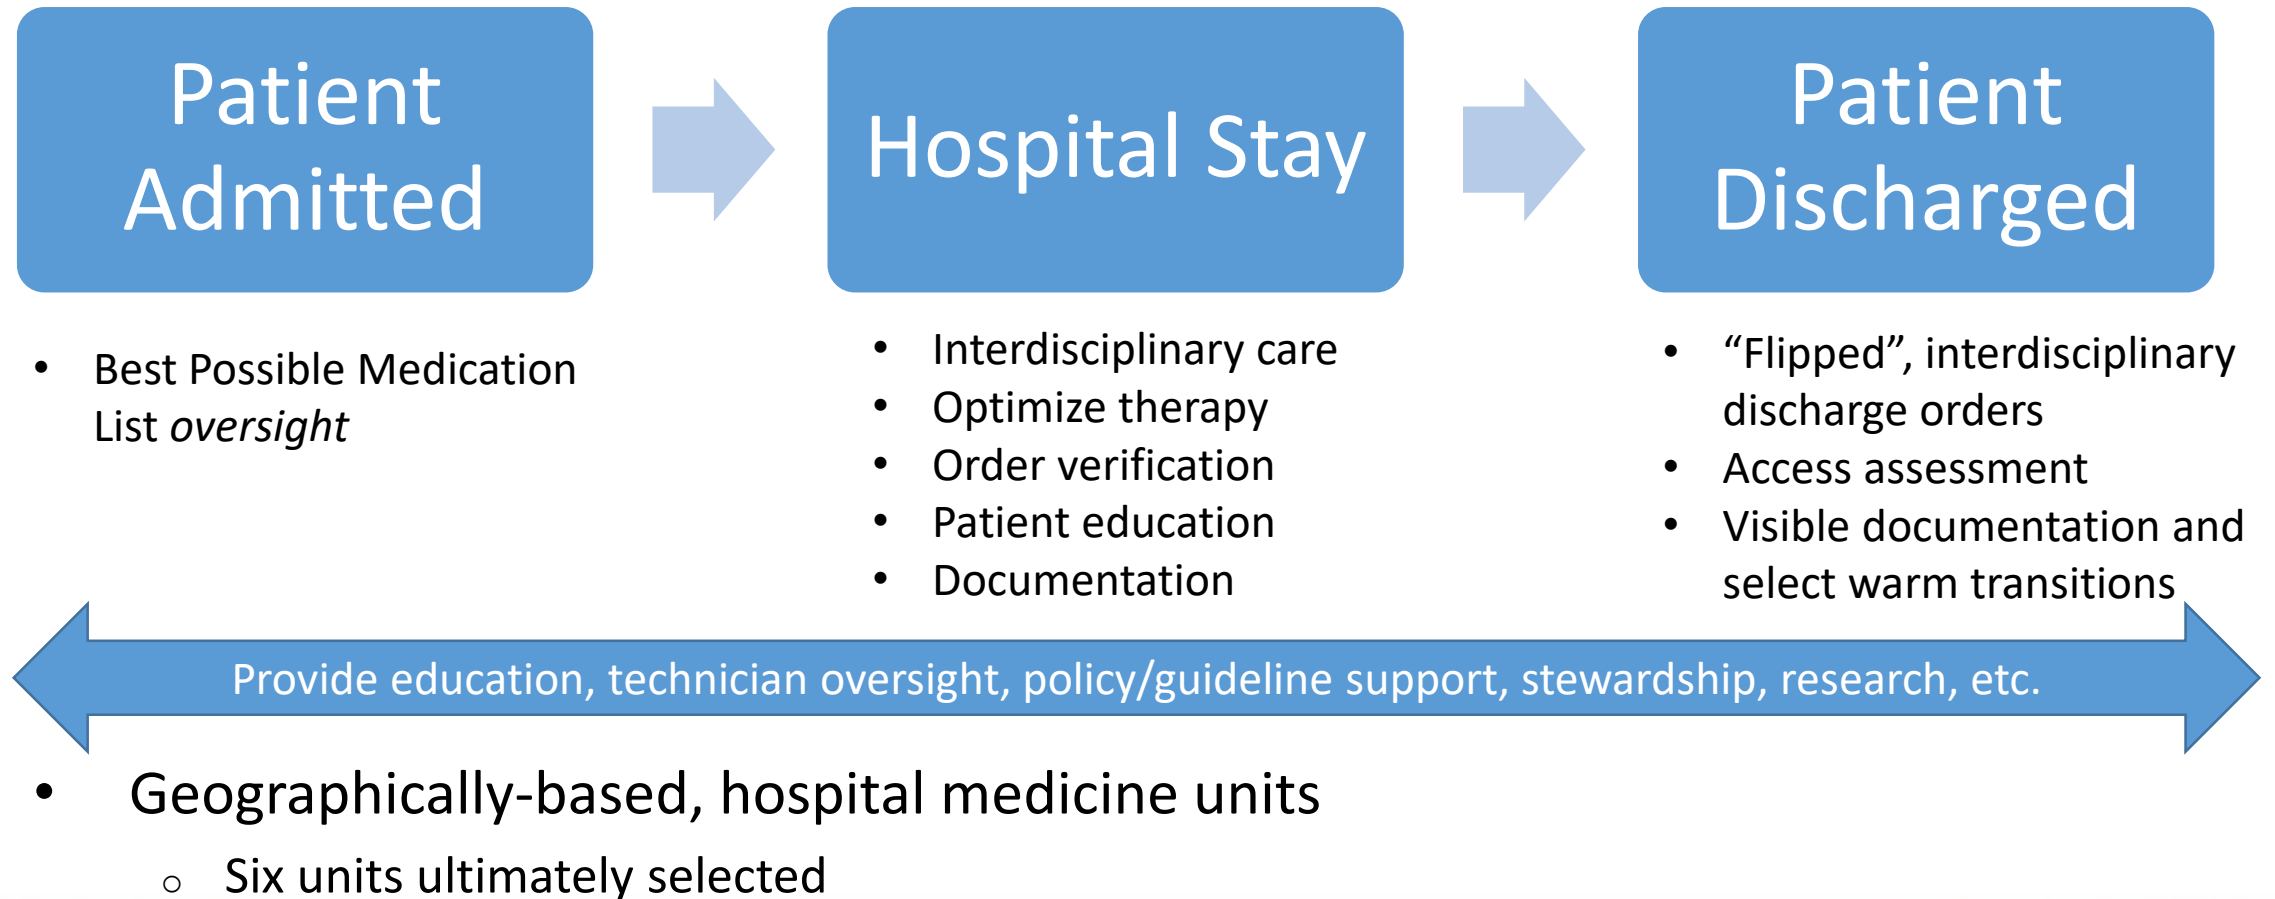 Patient
Admitted
Hospital Stay
Patient
Discharged
• Best Possible Medication
List oversight
• Interdisciplinary care
• Optimize therapy
• Order verification
• Patient education
• Documentation
• “Flipped”, interdisciplinary
discharge orders
• Access assessment
• Visible documentation and
select warm transitions
Provide education, technician oversight, policy/guideline support, stewardship, research, etc.
• Geographically-based, hospital medicine units
○ Six units ultimately selected